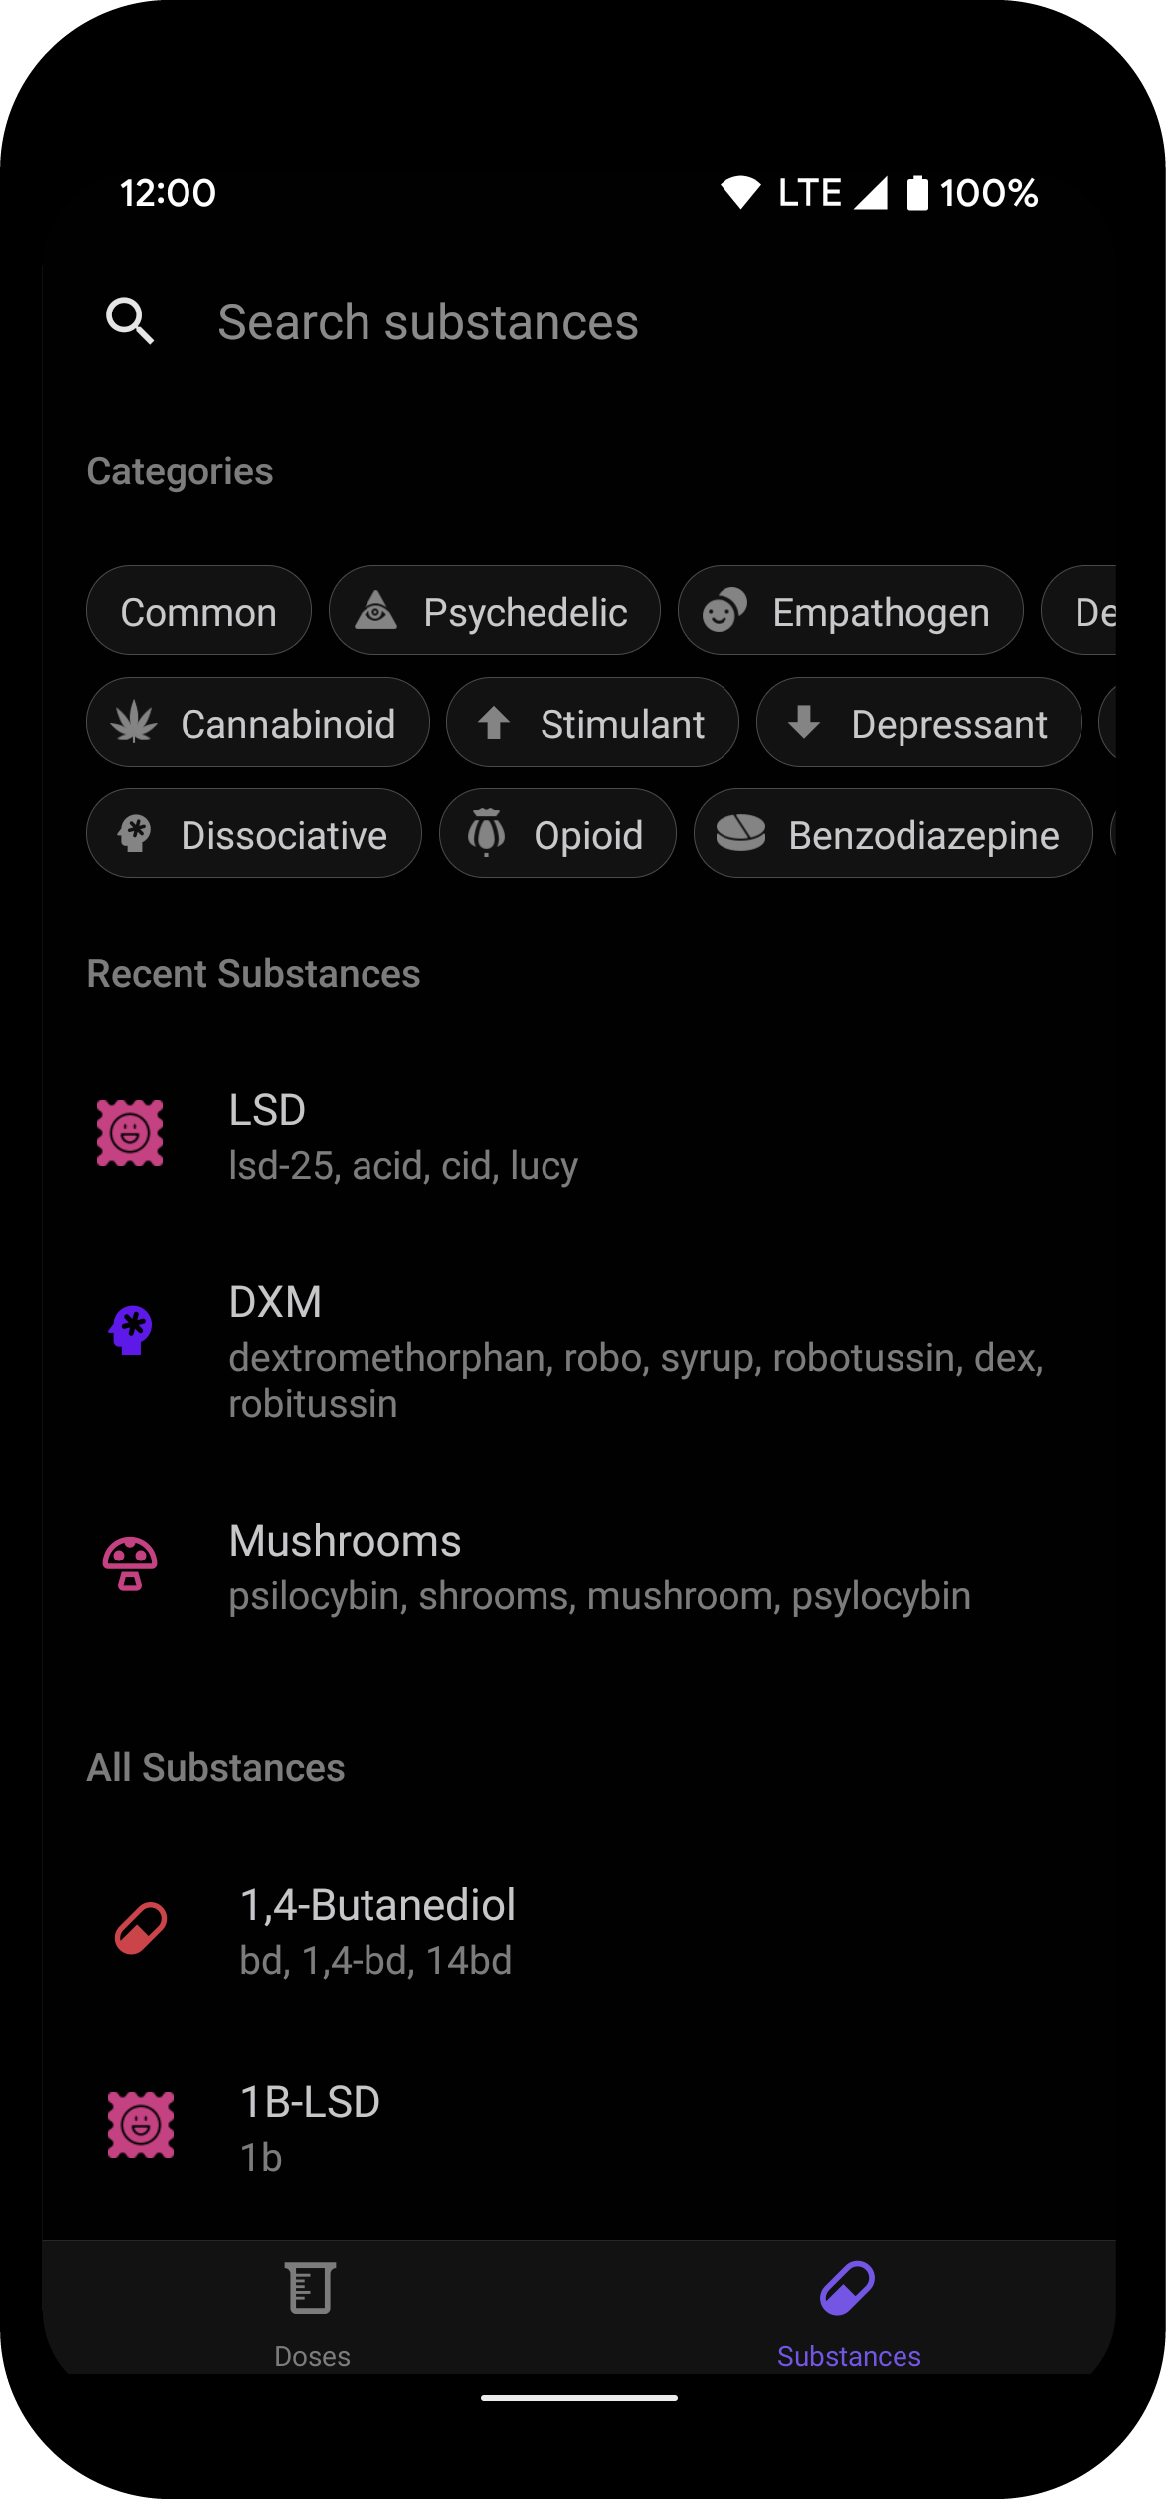 12:00 LTE 100%
Search substances
Categories
Common Psychedelic Empathogen De
Cannabinoid Stimulant Depressant
Dissociative Opioid Benzodiazepine
Recent Substances
LSD
lsd-25, acid, cid, lucy
DXM
dextromethorphan, robo, syrup, robotussin, dex,
robitussin
Mushrooms
psilocybin, shrooms, mushroom, psylocybin
All Substances
1,4-Butanediol
bd, 1,4-bd, 14bd
1B-LSD
1b
Doses Substances